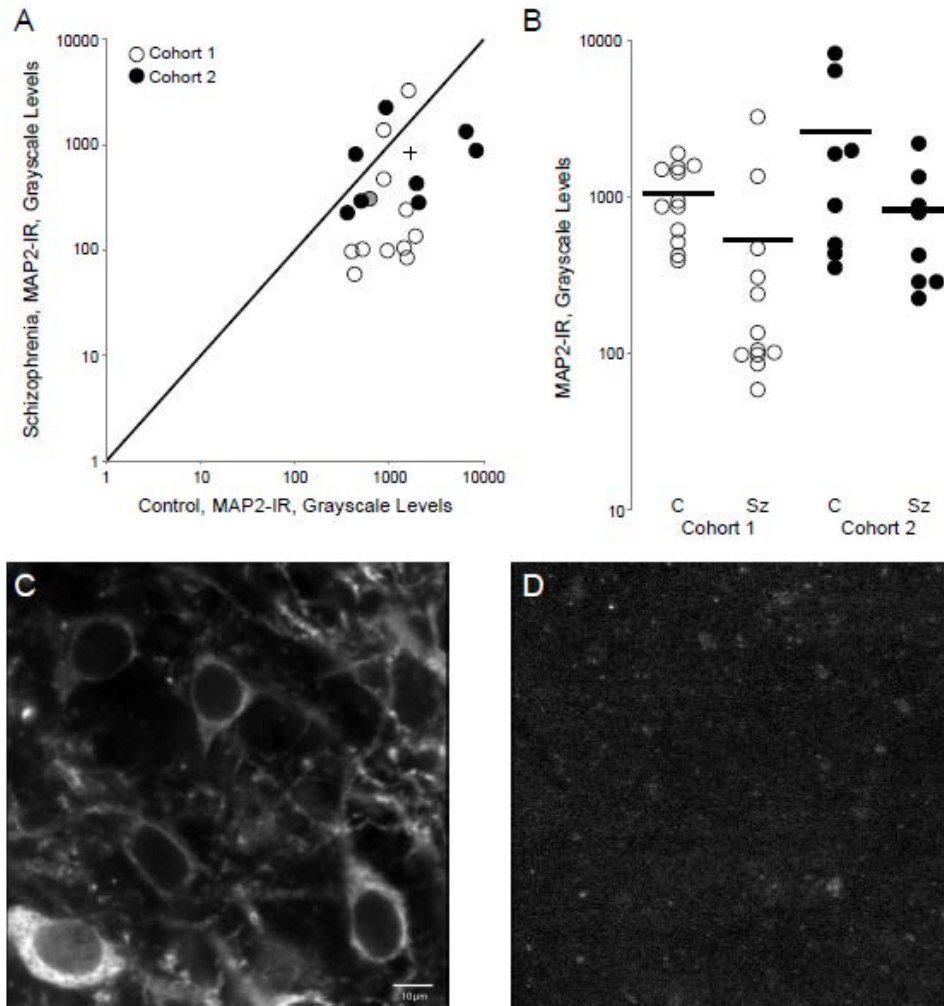 A
B
10000
Cohort 1
Cohort 2
1000
100
10
1
Schizophrenia, MAP2-IR, Grayscale Levels
1 10 100 1000 10000
Control, MAP2-IR, Grayscale Levels
10000
1000
100
10
MAP2-IR, Grayscale Levels
C Sz C Sz
Cohort 1 Cohort 2
C
D
10µm